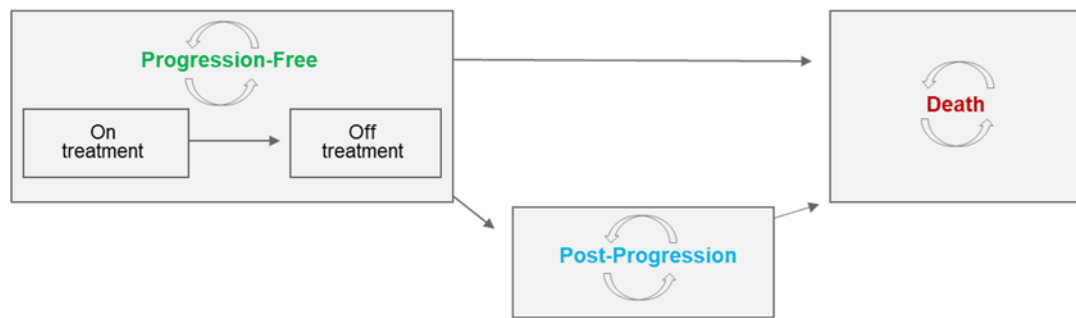 Progression-Free
On
treatment
Off
treatment
Death
Post-Progression